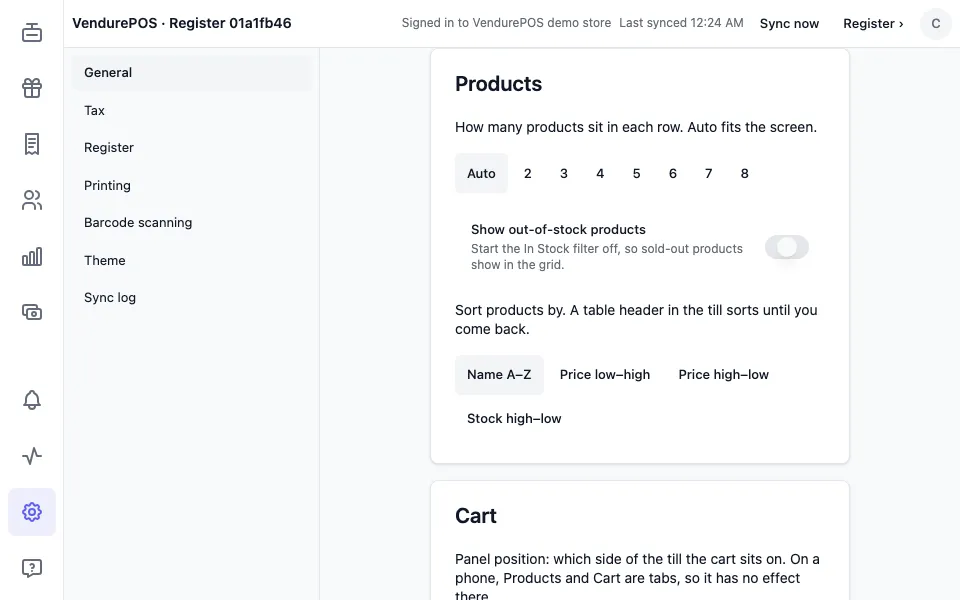 VendurePOS · Register 01a1fb46
Signed in to VendurePOS demo store
Last synced 12:24 AM
Sync now
Register ›
C
General
Tax
Register
Printing
Barcode scanning
Theme
Sync log
Products
How many products sit in each row. Auto fits the screen.
Auto 2 3 4 5 6 7 8
Show out-of-stock products
Start the In Stock filter off, so sold-out products
show in the grid.
Sort products by. A table header in the till sorts until you
come back.
Name A–Z Price low–high Price high–low
Stock high–low
Cart
Panel position: which side of the till the cart sits on. On a
phone, Products and Cart are tabs, so it has no effect
there.